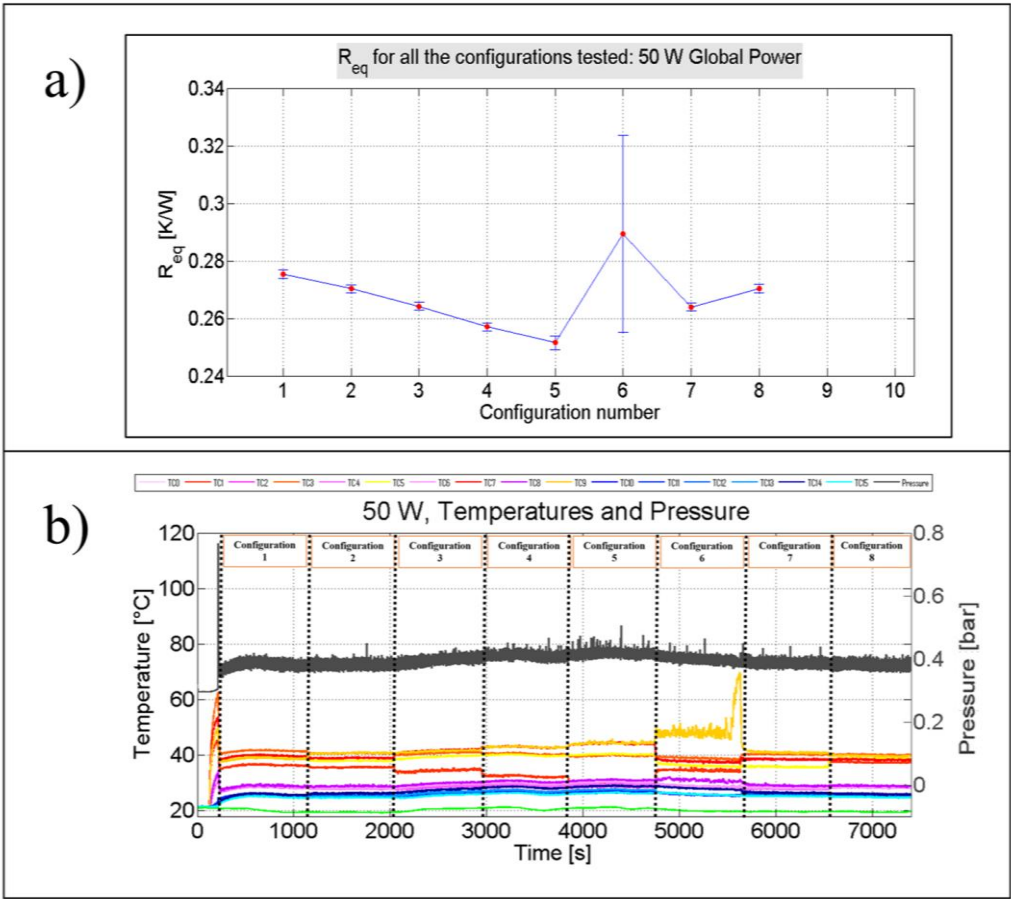 a)
R_eq for all the configurations tested: 50 W Global Power
R_eq [K/W]
0.34
0.32
0.3
0.28
0.26
0.24
1 2 3 4 5 6 7 8 9 10
Configuration number
b)
TC0 TC1 TC2 TC3 TC4 TC5 TC6 TC7 TC8 TC9 TC10 TC11 TC12 TC13 TC14 TC15 Pressure
50 W, Temperatures and Pressure
Temperature [°C]
120
100
80
60
40
20
Configuration 1
Configuration 2
Configuration 3
Configuration 4
Configuration 5
Configuration 6
Configuration 7
Configuration 8
0.8
0.6
0.4
0.2
0
Pressure [bar]
0 1000 2000 3000 4000 5000 6000 7000
Time [s]